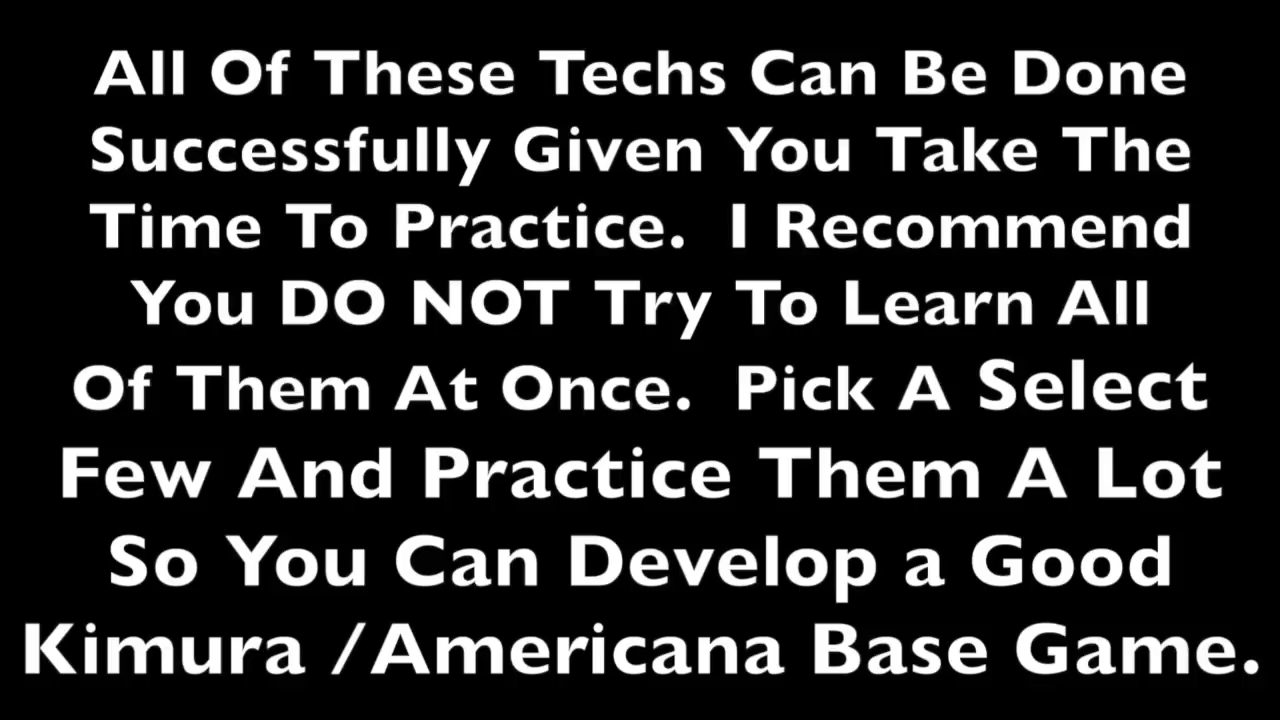 All Of These Techs Can Be Done
Successfully Given You Take The
Time To Practice.  I Recommend
You DO NOT Try To Learn All
Of Them At Once.  Pick A Select
Few And Practice Them A Lot
So You Can Develop a Good
Kimura /Americana Base Game.